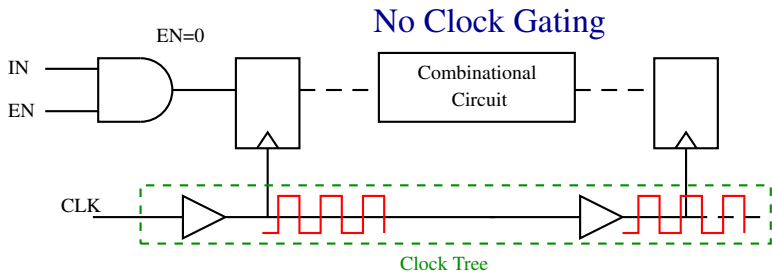 No Clock Gating
EN=0
IN
EN
Combinational
Circuit
CLK
Clock Tree